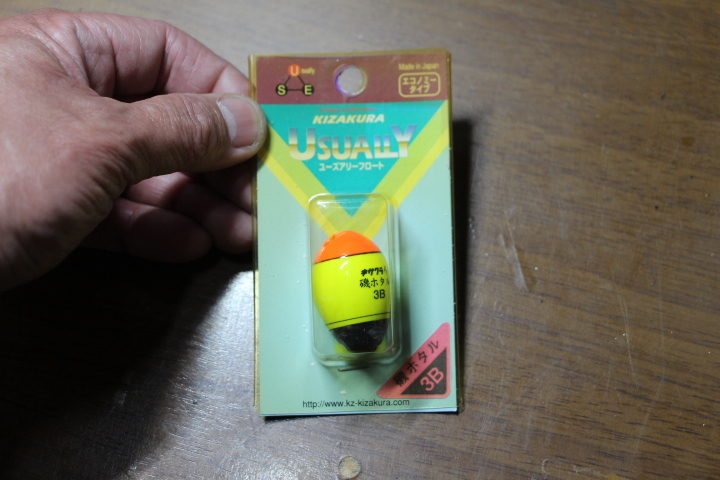 Usually
U
S E
Made in Japan
エコノミー
タイプ
KIZAKURA
USUALLY
ユーズアリーフロート
キザクラ
磯ホタル
3B
磯ホタル
3B
http://www.kz-kizakura.com